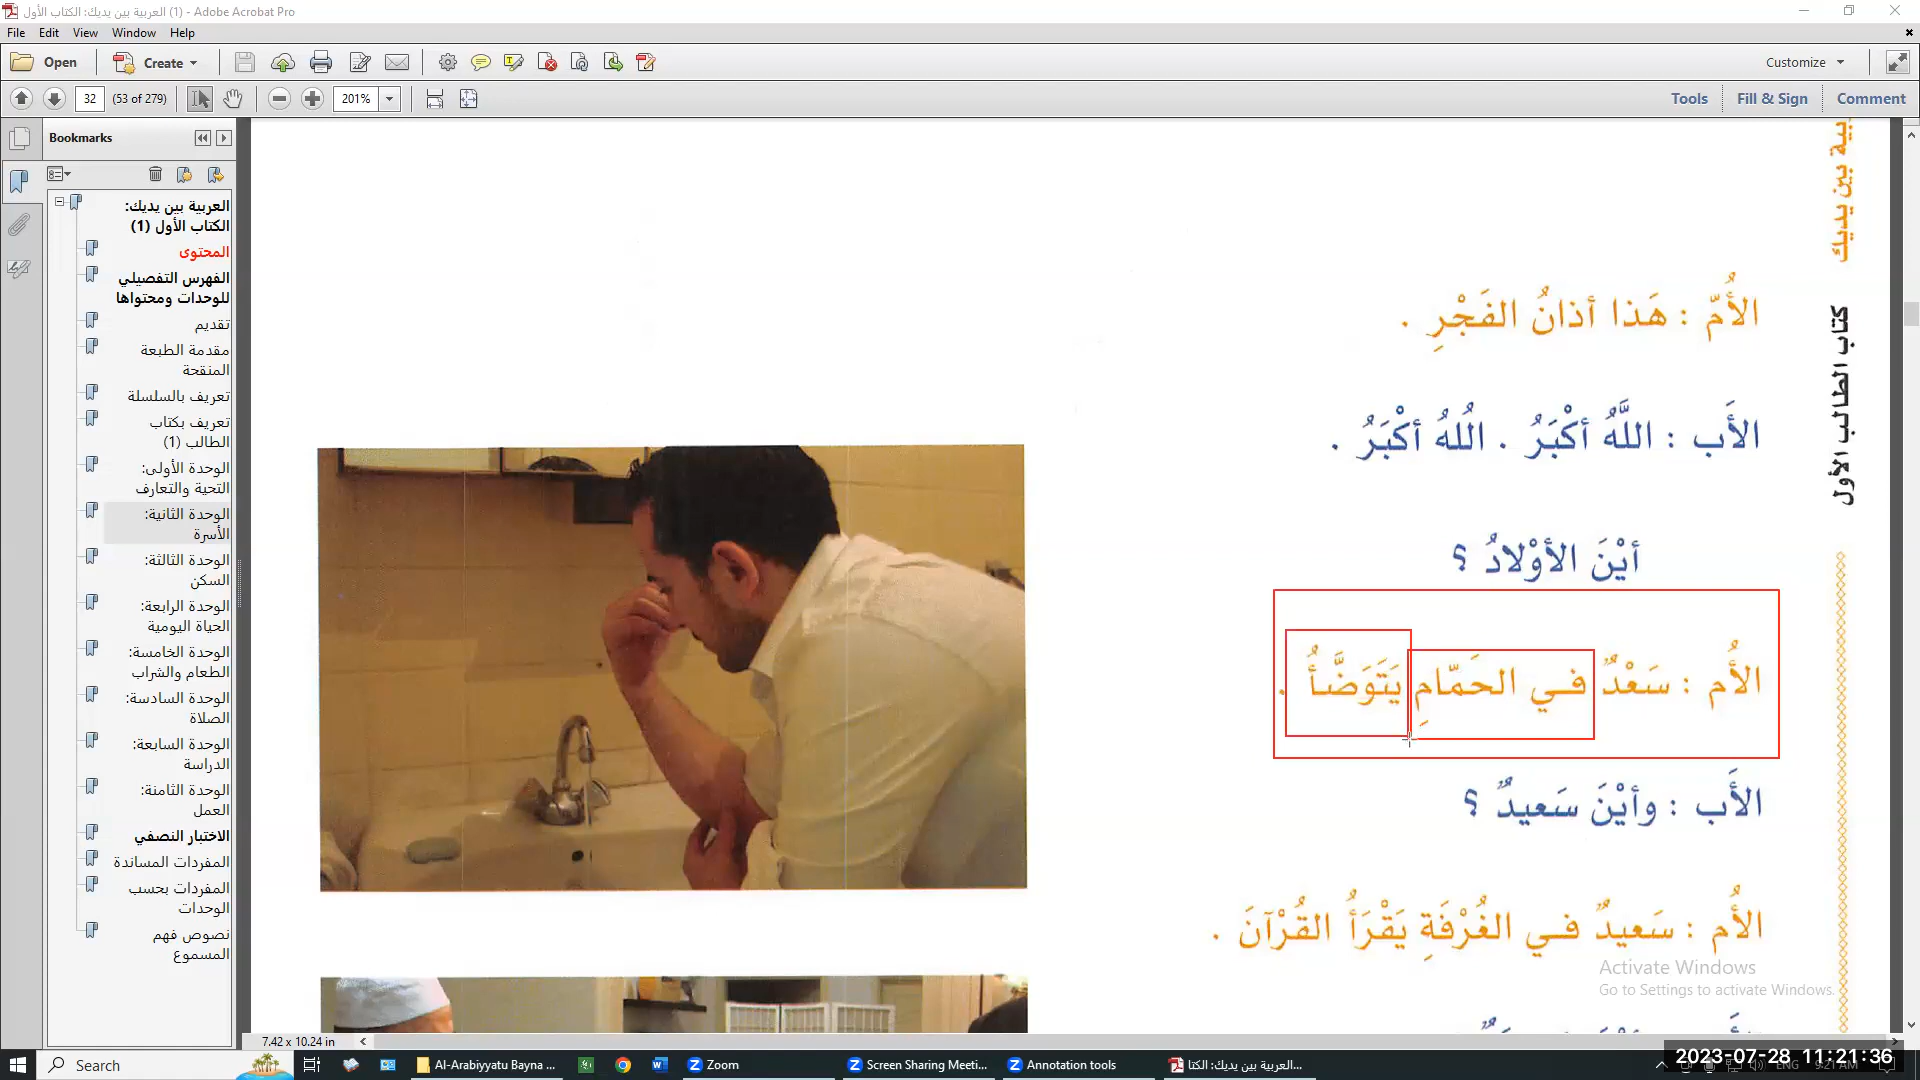 العربية بين يديك: الكتاب الأول (1) - Adobe Acrobat Pro
File Edit View Window Help
Open Create Customize
32 (53 of 279) 201% Tools Fill & Sign Comment
Bookmarks
العربية بين يديك:
الكتاب الأول (1)
المحتوى
الفهرس التفصيلي
للوحدات ومحتواها
تقديم
مقدمة الطبعة
المنقحة
تعريف بالسلسلة
تعريف بكتاب
الطالب (1)
الوحدة الأولى:
التحية والتعارف
الوحدة الثانية:
الأسرة
الوحدة الثالثة:
السكن
الوحدة الرابعة:
الحياة اليومية
الوحدة الخامسة:
الطعام والشراب
الوحدة السادسة:
الصلاة
الوحدة السابعة:
الدراسة
الوحدة الثامنة:
العمل
الاختبار النصفي
المفردات المساندة
المفردات بحسب
الوحدات
نصوص فهم
المسموع
بين يديك
كتاب الطالب الأول
الأُمّ : هَذا أذانُ الفَجْرِ .
الأَب : اللَّهُ أكْبَرُ . اللهُ أكْبَرُ .
أيْنَ الأوْلادُ ؟
الأُم : سَعْدٌ في الحَمّامِ يَتَوَضَّأُ .
الأَب : وأيْنَ سَعيدٌ ؟
الأُم : سَعيدٌ في الغُرْفَةِ يَقْرَأُ القُرْآنَ .
Activate Windows
Go to Settings to activate Windows.
7.42 x 10.24 in
Search Al-Arabiyyatu Bayna ... Zoom Screen Sharing Meeti... Annotation tools العربية بين يديك: الكتا...
ENG 9:21 AM
2023-07-28 11:21:36